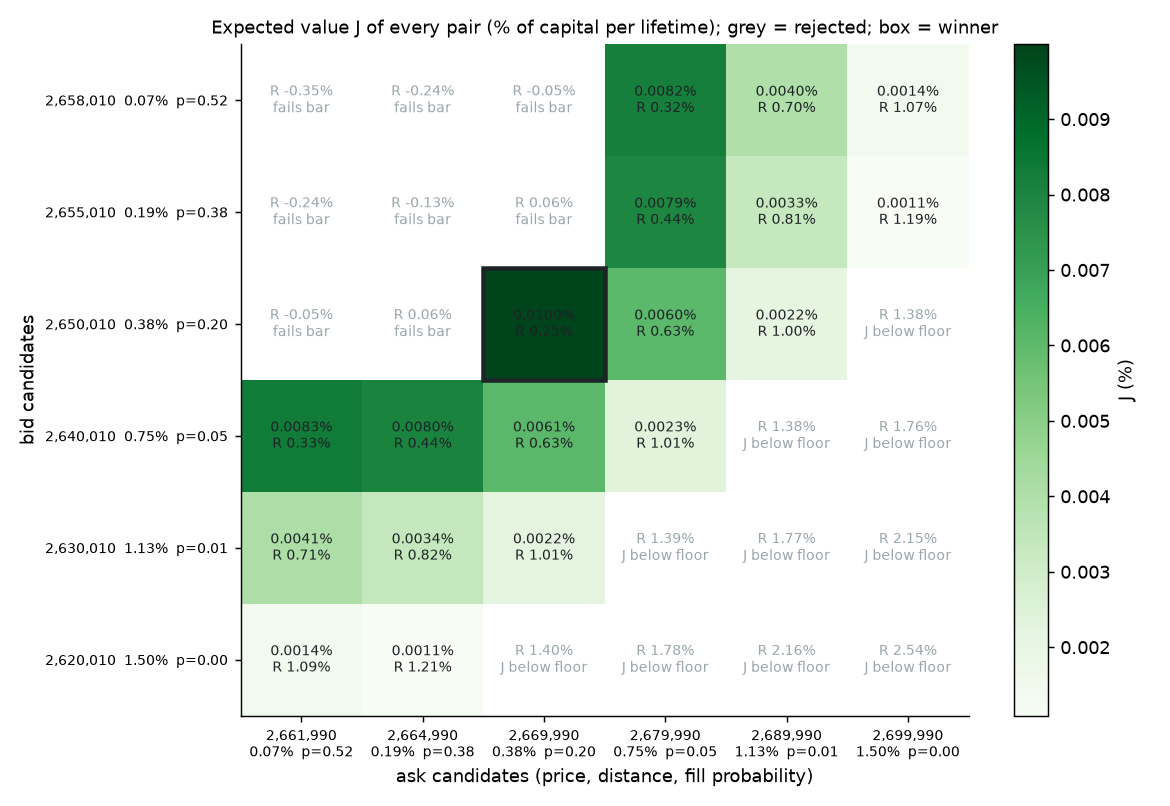 Expected value J of every pair (% of capital per lifetime); grey = rejected; box = winner
bid candidates
2,658,010 0.07% p=0.52
R -0.35%
fails bar
R -0.24%
fails bar
R -0.05%
fails bar
0.0082%
R 0.32%
0.0040%
R 0.70%
0.0014%
R 1.07%
2,655,010 0.19% p=0.38
R -0.24%
fails bar
R -0.13%
fails bar
R 0.06%
fails bar
0.0079%
R 0.44%
0.0033%
R 0.81%
0.0011%
R 1.19%
2,650,010 0.38% p=0.20
R -0.05%
fails bar
R 0.06%
fails bar
0.0100%
R 0.25%
0.0060%
R 0.63%
0.0022%
R 1.00%
R 1.38%
J below floor
2,640,010 0.75% p=0.05
0.0083%
R 0.33%
0.0080%
R 0.44%
0.0061%
R 0.63%
0.0023%
R 1.01%
R 1.38%
J below floor
R 1.76%
J below floor
2,630,010 1.13% p=0.01
0.0041%
R 0.71%
0.0034%
R 0.82%
0.0022%
R 1.01%
R 1.39%
J below floor
R 1.77%
J below floor
R 2.15%
J below floor
2,620,010 1.50% p=0.00
0.0014%
R 1.09%
0.0011%
R 1.21%
R 1.40%
J below floor
R 1.78%
J below floor
R 2.16%
J below floor
R 2.54%
J below floor
2,661,990
0.07% p=0.52
2,664,990
0.19% p=0.38
2,669,990
0.38% p=0.20
2,679,990
0.75% p=0.05
2,689,990
1.13% p=0.01
2,699,990
1.50% p=0.00
ask candidates (price, distance, fill probability)
0.009
0.008
0.007
0.006
0.005
0.004
0.003
0.002
J (%)